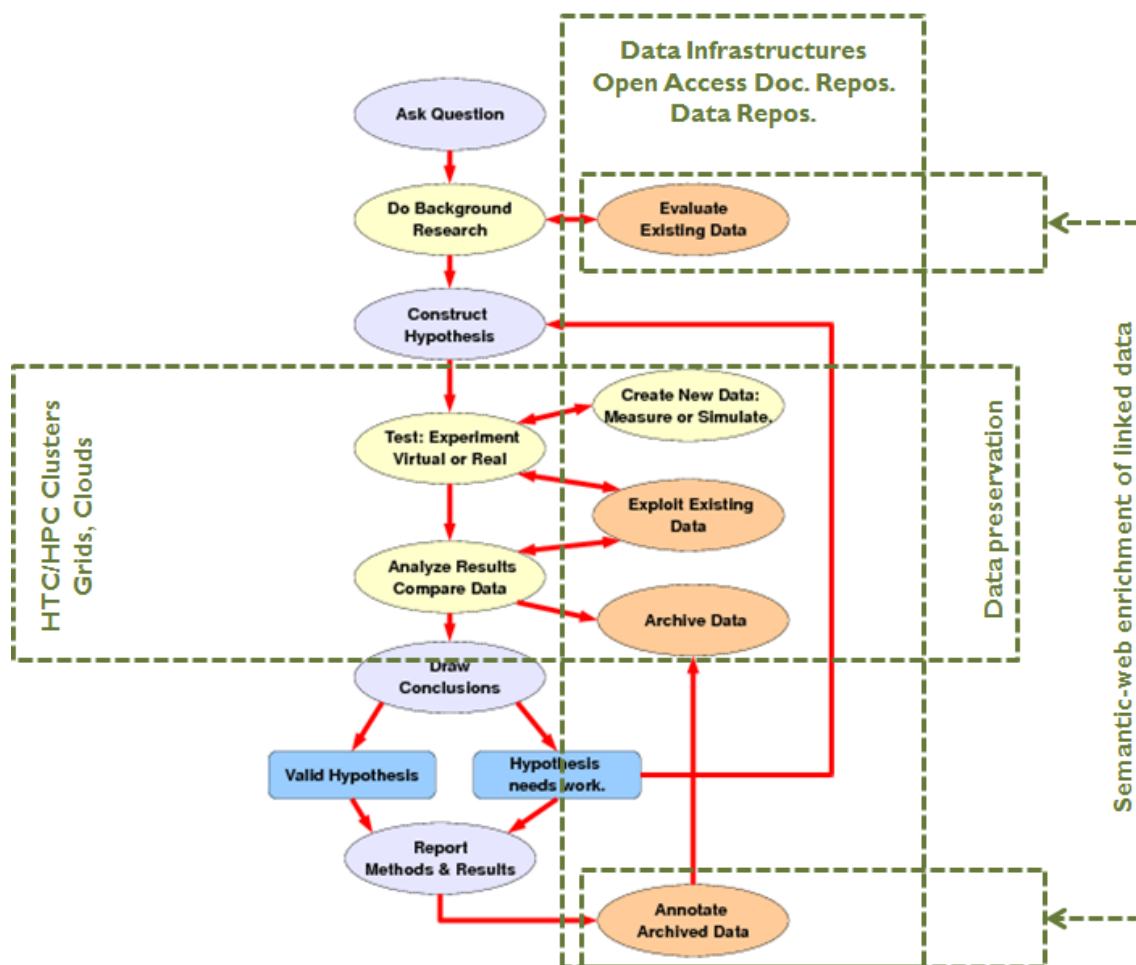 Data Infrastructures
Open Access Doc. Repos.
Data Repos.
Ask Question
Do Background
Research
Evaluate
Existing Data
Construct
Hypothesis
Create New Data:
Measure or Simulate.
Test: Experiment
Virtual or Real
Exploit Existing
Data
Analyze Results
Compare Data
Archive Data
HTC/HPC Clusters
Grids, Clouds
Data preservation
Semantic-web enrichment of linked data
Draw
Conclusions
Valid Hypothesis
Hypothesis
needs work.
Report
Methods & Results
Annotate
Archived Data